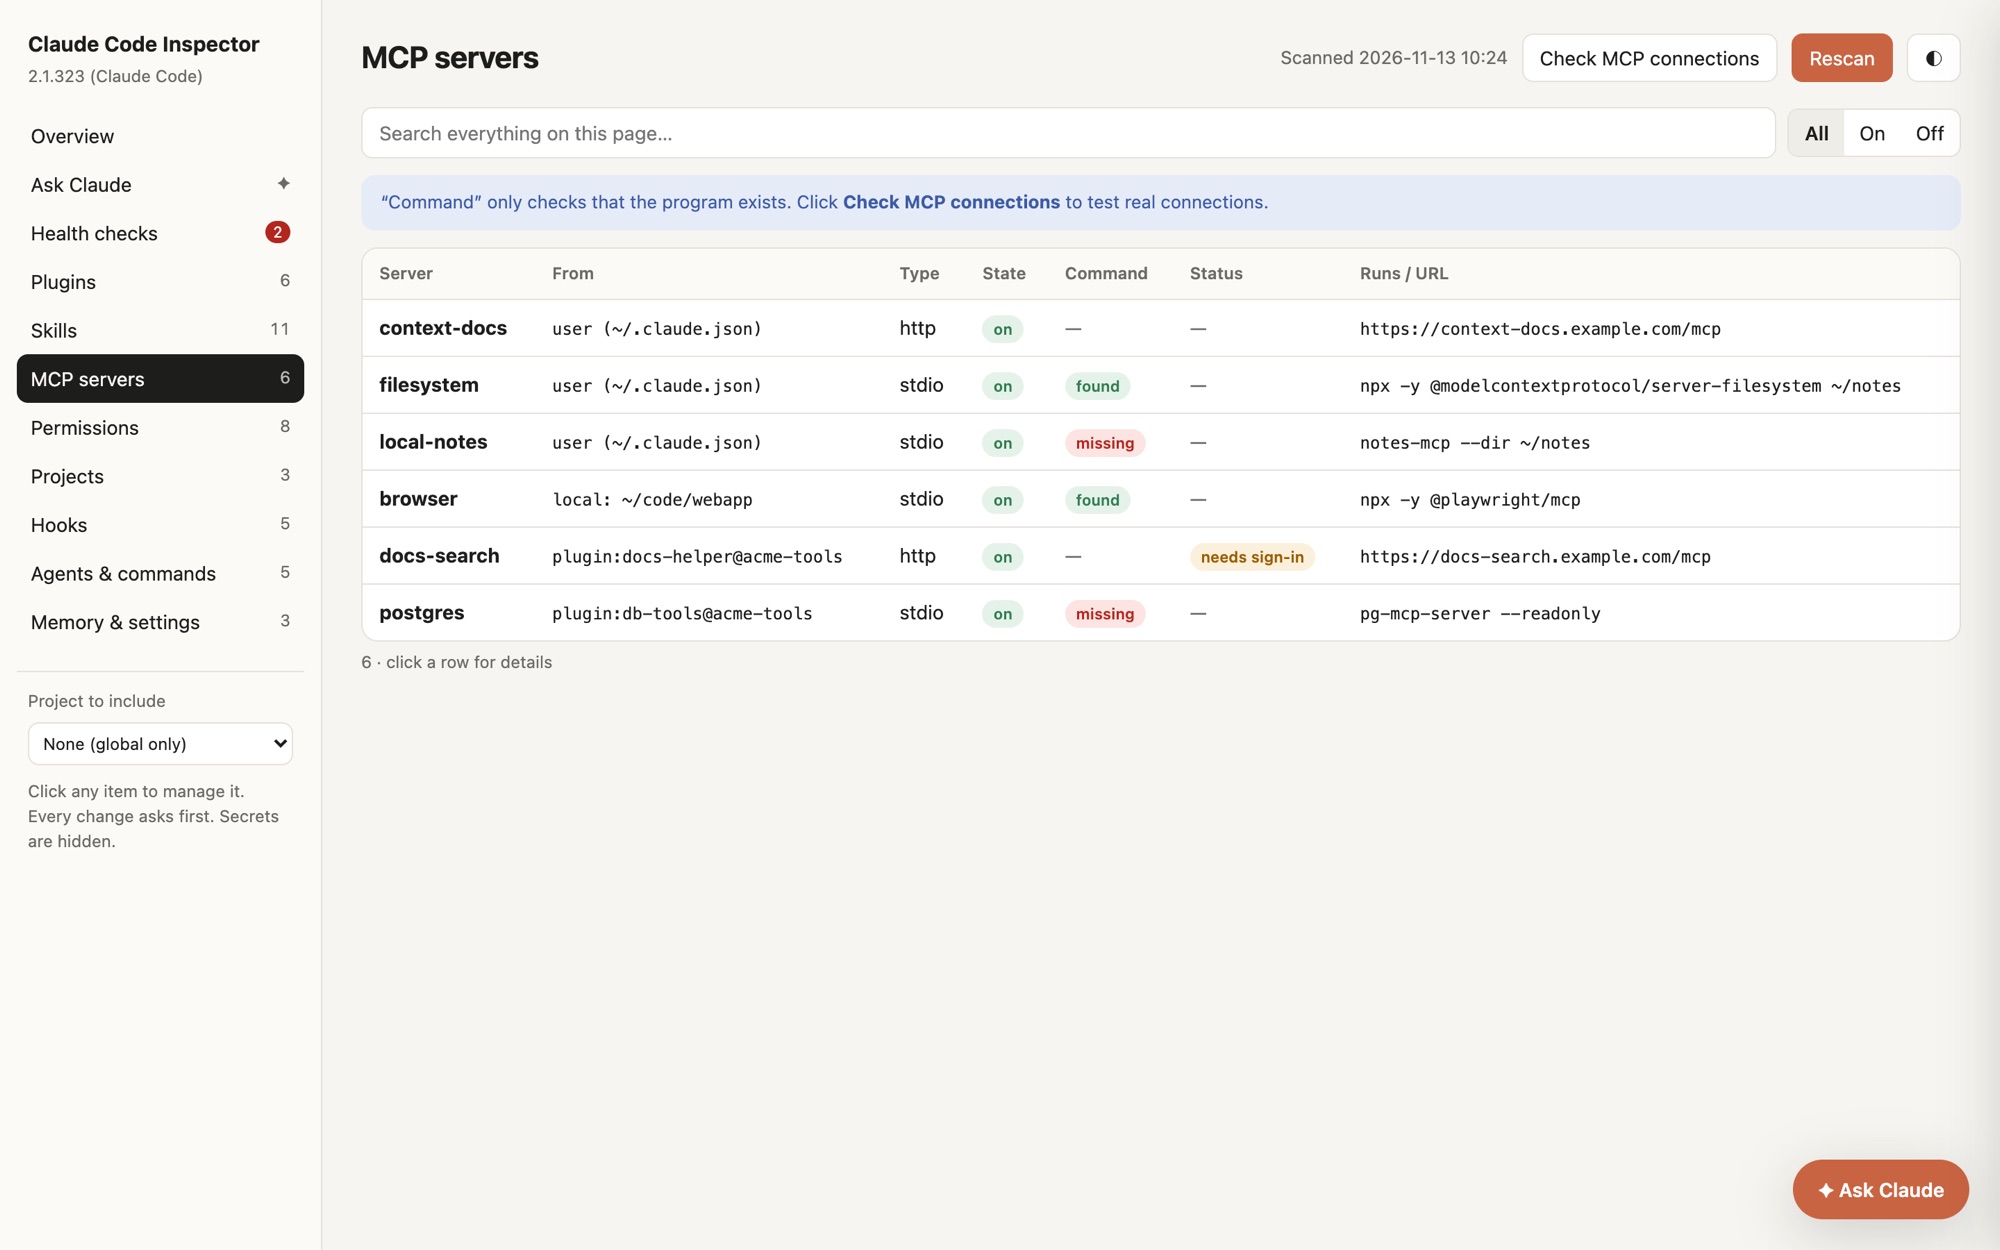 Claude Code Inspector
2.1.323 (Claude Code)
Overview
Ask Claude ✦
Health checks 2
Plugins 6
Skills 11
MCP servers 6
Permissions 8
Projects 3
Hooks 5
Agents & commands 5
Memory & settings 3
Project to include
None (global only)
Click any item to manage it.
Every change asks first. Secrets
are hidden.
MCP servers
Scanned 2026-11-13 10:24 Check MCP connections Rescan
Search everything on this page...
All On Off
“Command” only checks that the program exists. Click Check MCP connections to test real connections.
Server From Type State Command Status Runs / URL
context-docs user (~/.claude.json) http on — — https://context-docs.example.com/mcp
filesystem user (~/.claude.json) stdio on found — npx -y @modelcontextprotocol/server-filesystem ~/notes
local-notes user (~/.claude.json) stdio on missing — notes-mcp --dir ~/notes
browser local: ~/code/webapp stdio on found — npx -y @playwright/mcp
docs-search plugin:docs-helper@acme-tools http on — needs sign-in https://docs-search.example.com/mcp
postgres plugin:db-tools@acme-tools stdio on missing — pg-mcp-server --readonly
6 · click a row for details
✦ Ask Claude